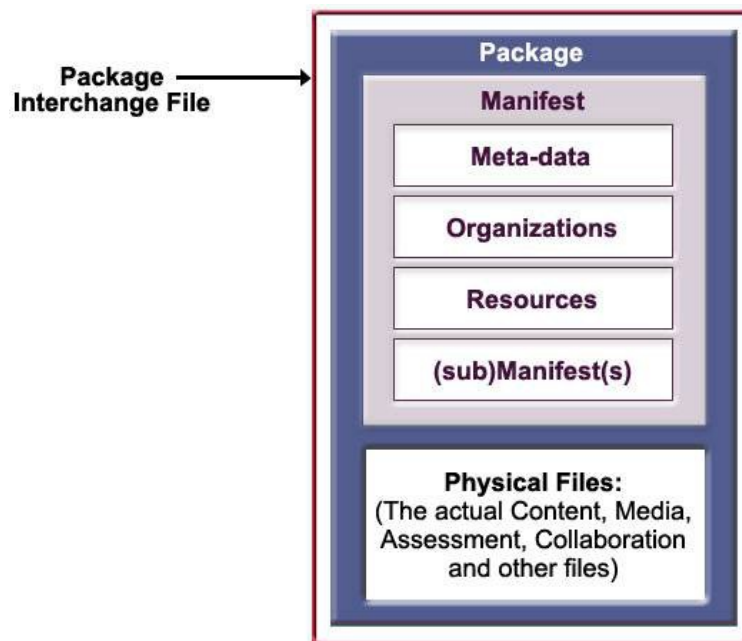 Package
Interchange File
Package
Manifest
Meta-data
Organizations
Resources
(sub)Manifest(s)
Physical Files:
(The actual Content, Media,
Assessment, Collaboration
and other files)